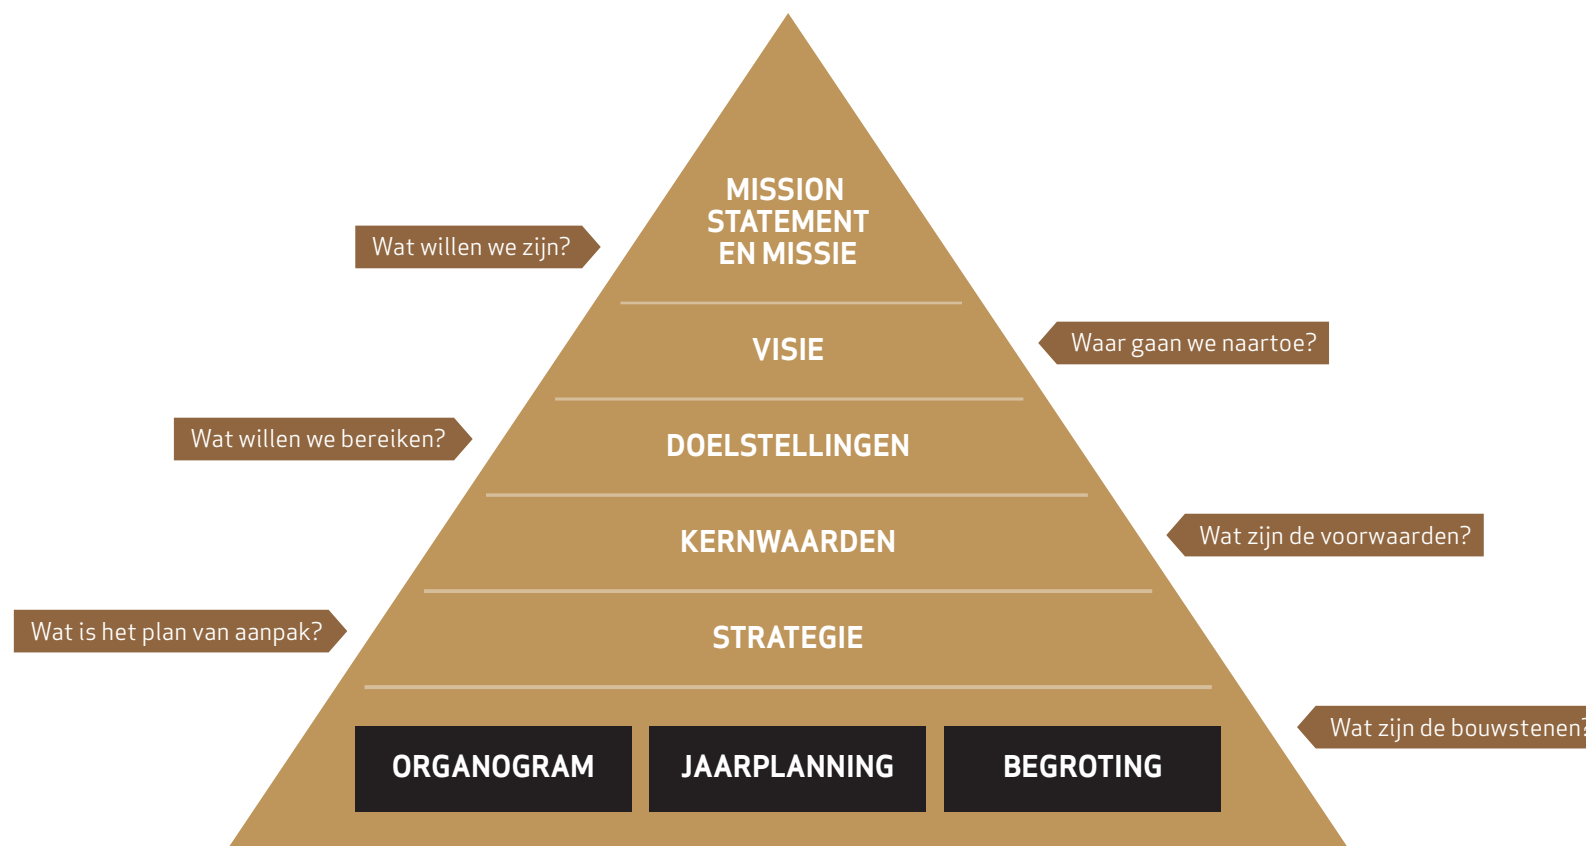 MISSION
STATEMENT
EN MISSIE
Wat willen we zijn?
VISIE
Waar gaan we naartoe?
DOELSTELLINGEN
Wat willen we bereiken?
KERNWAARDEN
Wat zijn de voorwaarden?
STRATEGIE
Wat is het plan van aanpak?
ORGANOGRAM
JAARPLANNING
BEGROTING
Wat zijn de bouwstenen?